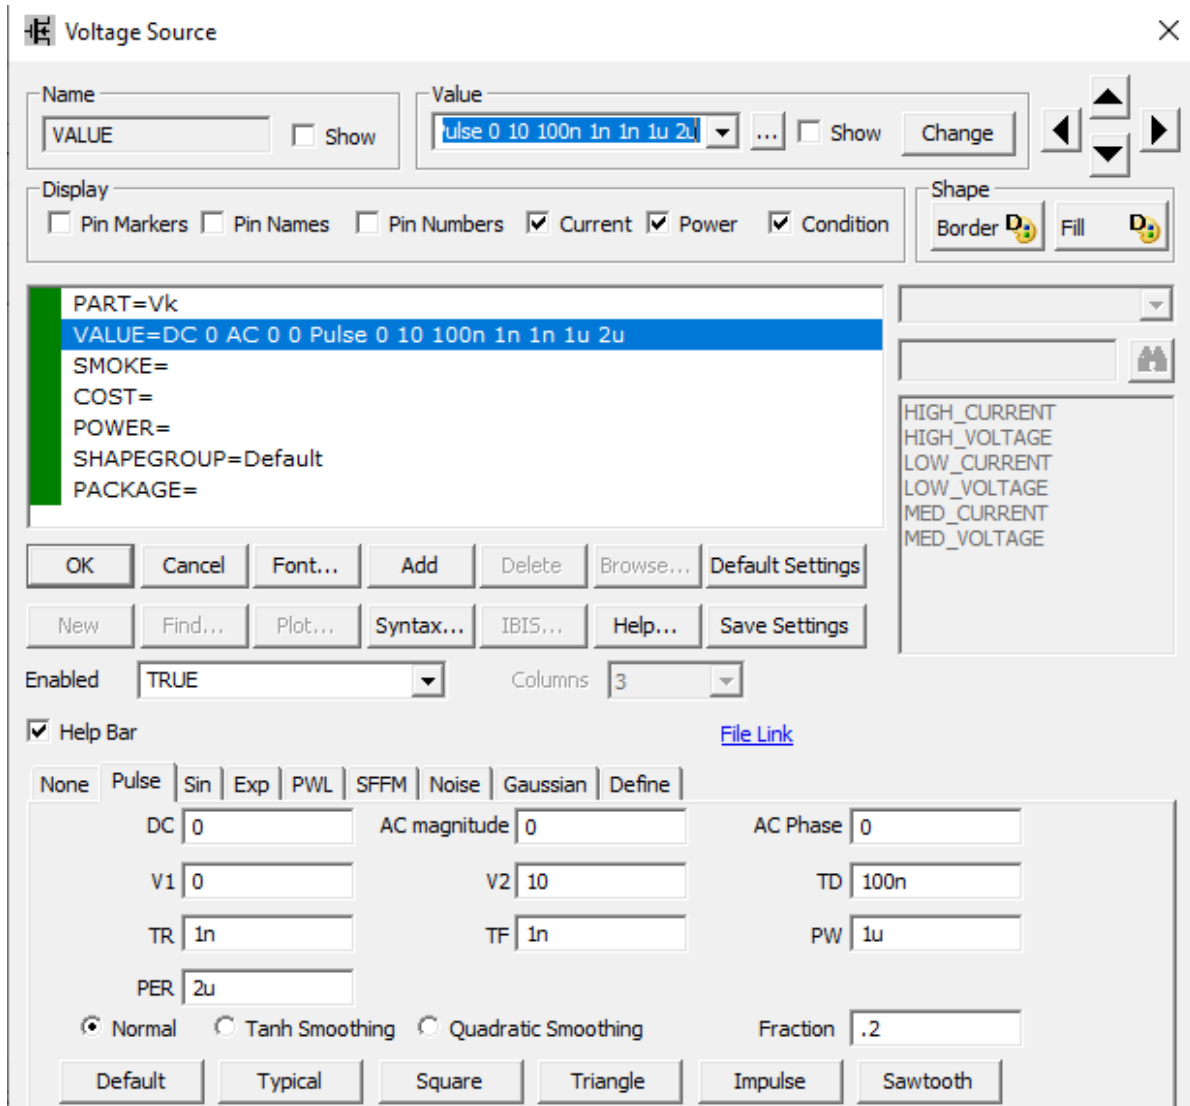 Voltage Source
Name
Value
VALUE
Show
Pulse 0 10 100n 1n 1n 1u 2u
...
Show
Change
Display
Pin Markers
Pin Names
Pin Numbers
Current
Power
Condition
Shape
Border
Fill
PART=Vk
VALUE=DC 0 AC 0 0 Pulse 0 10 100n 1n 1n 1u 2u
SMOKE=
COST=
POWER=
SHAPEGROUP=Default
PACKAGE=
HIGH_CURRENT
HIGH_VOLTAGE
LOW_CURRENT
LOW_VOLTAGE
MED_CURRENT
MED_VOLTAGE
OK
Cancel
Font...
Add
Delete
Browse...
Default Settings
New
Find...
Plot...
Syntax...
IBIS...
Help...
Save Settings
Enabled
TRUE
Columns
3
Help Bar
File Link
None
Pulse
Sin
Exp
PWL
SFFM
Noise
Gaussian
Define
DC 0
AC magnitude 0
AC Phase 0
V1 0
V2 10
TD 100n
TR 1n
TF 1n
PW 1u
PER 2u
Normal
Tanh Smoothing
Quadratic Smoothing
Fraction .2
Default
Typical
Square
Triangle
Impulse
Sawtooth